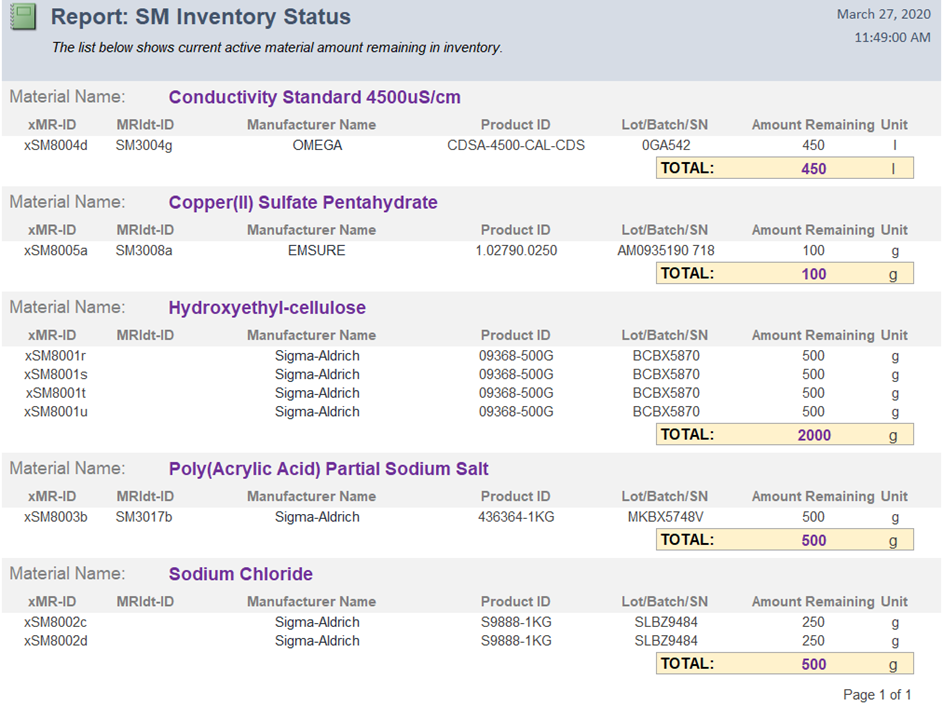 Report: SM Inventory Status
March 27, 2020
The list below shows current active material amount remaining in inventory.
11:49:00 AM
Material Name: Conductivity Standard 4500uS/cm
xMR-ID MRIdt-ID Manufacturer Name Product ID Lot/Batch/SN Amount Remaining Unit
xSM8004d SM3004g OMEGA CDSA-4500-CAL-CDS 0GA542 450 l
TOTAL: 450 l
Material Name: Copper(II) Sulfate Pentahydrate
xMR-ID MRIdt-ID Manufacturer Name Product ID Lot/Batch/SN Amount Remaining Unit
xSM8005a SM3008a EMSURE 1.02790.0250 AM0935190 718 100 g
TOTAL: 100 g
Material Name: Hydroxyethyl-cellulose
xMR-ID MRIdt-ID Manufacturer Name Product ID Lot/Batch/SN Amount Remaining Unit
xSM8001r Sigma-Aldrich 09368-500G BCBX5870 500 g
xSM8001s Sigma-Aldrich 09368-500G BCBX5870 500 g
xSM8001t Sigma-Aldrich 09368-500G BCBX5870 500 g
xSM8001u Sigma-Aldrich 09368-500G BCBX5870 500 g
TOTAL: 2000 g
Material Name: Poly(Acrylic Acid) Partial Sodium Salt
xMR-ID MRIdt-ID Manufacturer Name Product ID Lot/Batch/SN Amount Remaining Unit
xSM8003b SM3017b Sigma-Aldrich 436364-1KG MKBX5748V 500 g
TOTAL: 500 g
Material Name: Sodium Chloride
xMR-ID MRIdt-ID Manufacturer Name Product ID Lot/Batch/SN Amount Remaining Unit
xSM8002c Sigma-Aldrich S9888-1KG SLBZ9484 250 g
xSM8002d Sigma-Aldrich S9888-1KG SLBZ9484 250 g
TOTAL: 500 g
Page 1 of 1